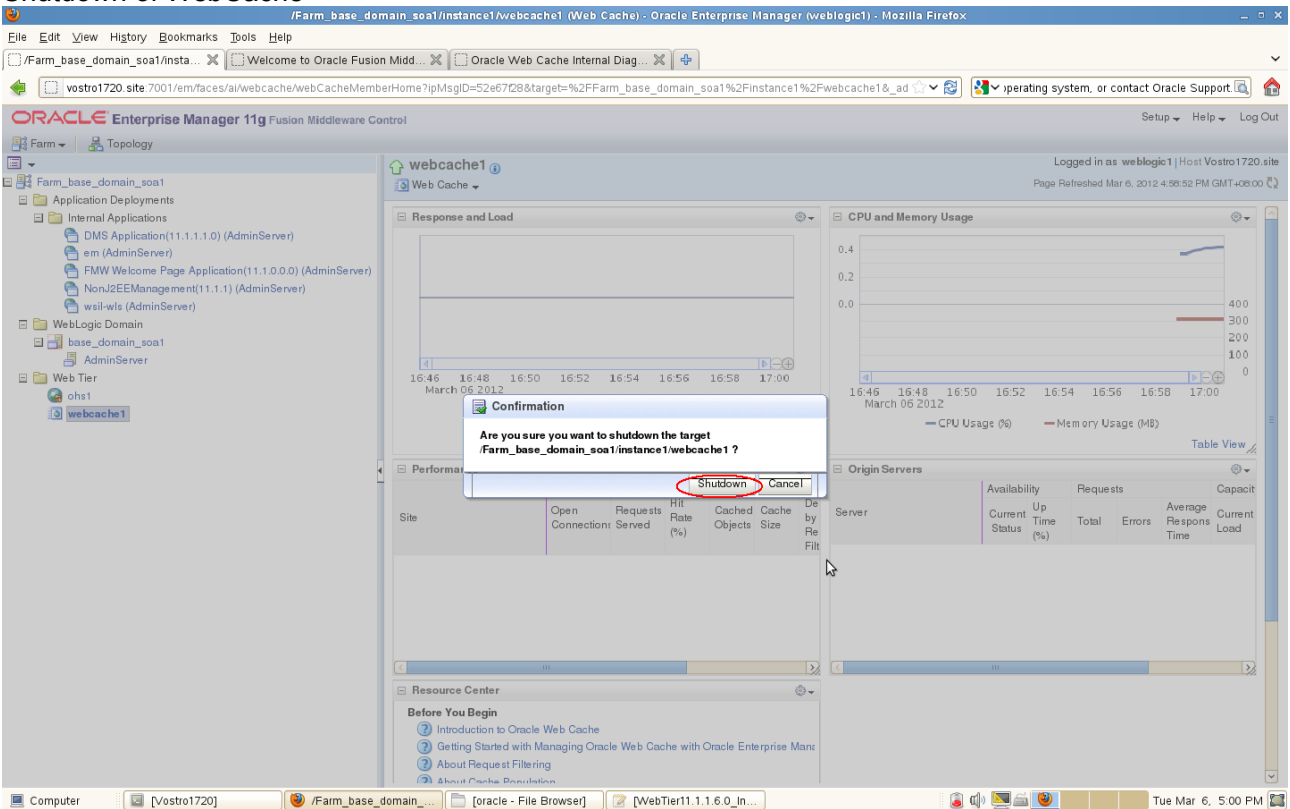 Shutdown of WebCache
/Farm_base_domain_soa1/instance1/webcache1 (Web Cache) - Oracle Enterprise Manager (weblogic1) - Mozilla Firefox
File Edit View History Bookmarks Tools Help
/Farm_base_domain_soa1/insta... Welcome to Oracle Fusion Midd... Oracle Web Cache Internal Diag...
vostro1720.site:7001/em/faces/ai/webcache/webCacheMemberHome?ipMsgID=52e67f28&target=%2FFarm_base_domain_soa1%2Finstance1%2Fwebcache1&_ad perating system, or contact Oracle Support.
ORACLE Enterprise Manager 11g Fusion Middleware Control
Setup Help Log Out
Farm Topology
webcache1
Logged in as weblogic1 | Host Vostro1720.site
Web Cache
Page Refreshed Mar 6, 2012 4:58:52 PM GMT+08:00
Farm_base_domain_soa1
Application Deployments
Internal Applications
DMS Application(11.1.1.1.0) (AdminServer)
em (AdminServer)
FMW Welcome Page Application(11.1.0.0.0) (AdminServer)
NonJ2EEManagement(11.1.1) (AdminServer)
wsil-wls (AdminServer)
WebLogic Domain
base_domain_soa1
AdminServer
Web Tier
ohs1
webcache1
Response and Load
16:46 16:48 16:50 16:52 16:54 16:56 16:58 17:00
March 06 2012
CPU and Memory Usage
0.4
0.2
0.0
400
300
200
100
0
16:46 16:48 16:50 16:52 16:54 16:56 16:58 17:00
March 06 2012
CPU Usage (%) Memory Usage (MB)
Table View
Confirmation
Are you sure you want to shutdown the target
/Farm_base_domain_soa1/instance1/webcache1 ?
Shutdown Cancel
Performa
Site
Open Connections
Requests Served
Hit Rate (%)
Cached Objects
Cache Size
De by Re Filt
Origin Servers
Availability Requests Capacit
Server
Current Status
Up Time (%)
Total
Errors
Average Respons Time
Current Load
Resource Center
Before You Begin
Introduction to Oracle Web Cache
Getting Started with Managing Oracle Web Cache with Oracle Enterprise Mana
About Request Filtering
About Cache Population
Computer [Vostro1720] /Farm_base_domain_... [oracle - File Browser] [WebTier11.1.1.6.0_In... Tue Mar 6, 5:00 PM